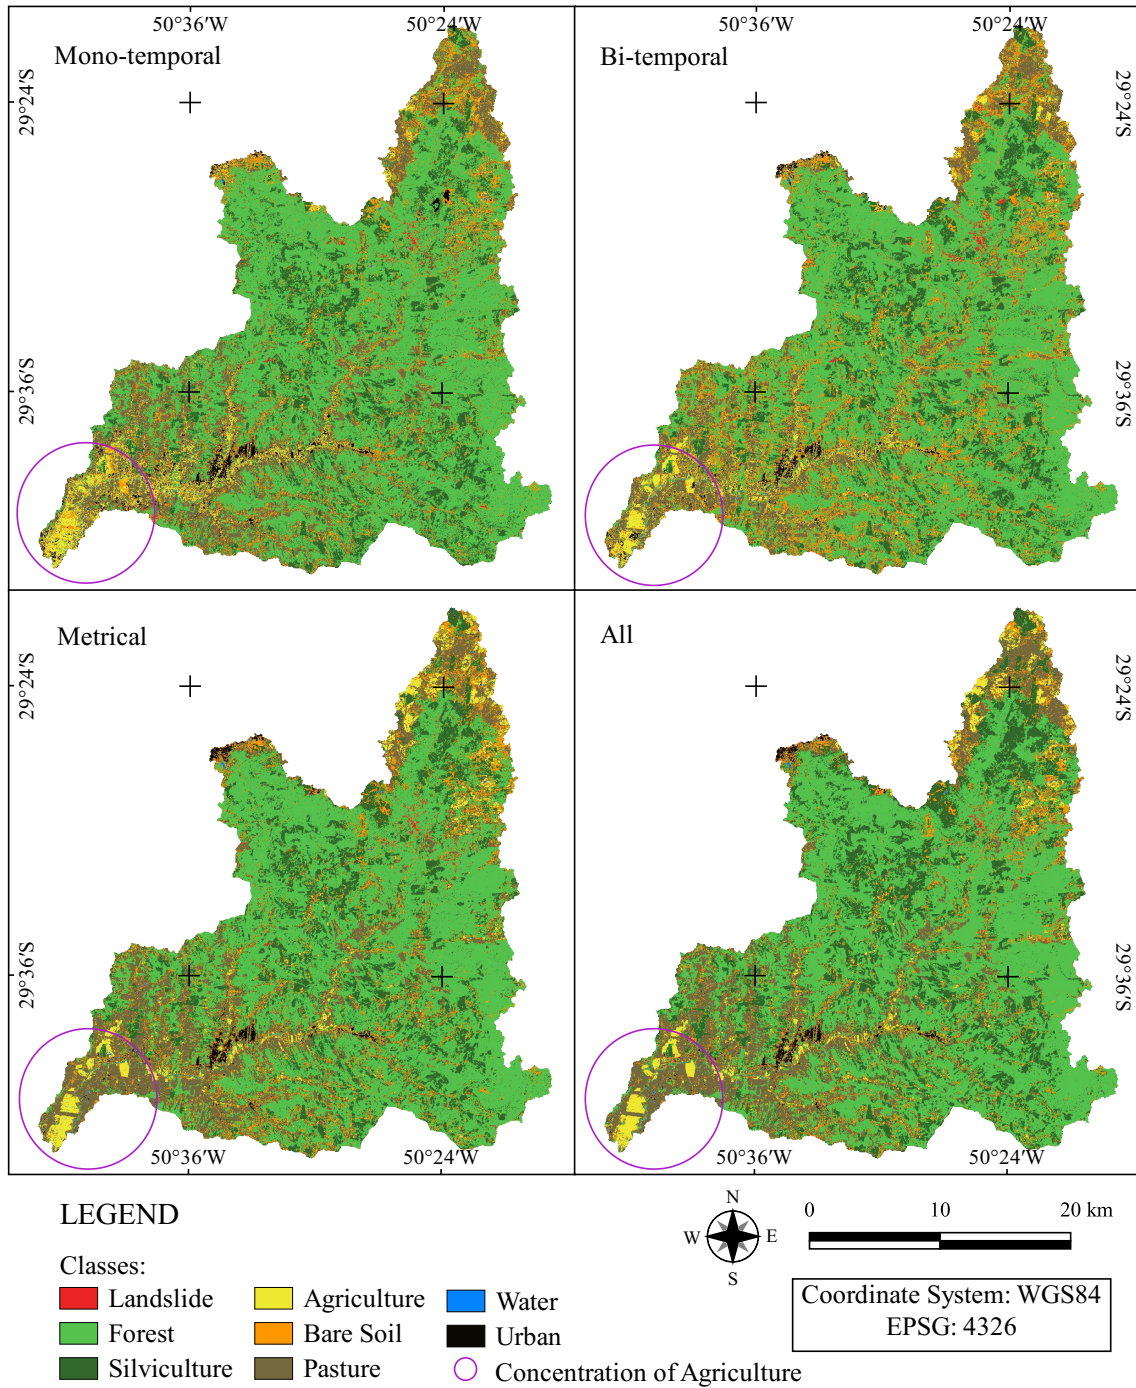 50°36′W
50°24′W
50°36′W
50°24′W
Mono-temporal
Bi-temporal
29°24′S
29°24′S
29°36′S
29°36′S
Metrical
All
29°24′S
29°24′S
29°36′S
29°36′S
50°36′W
50°24′W
50°36′W
50°24′W
LEGEND
Classes:
Landslide
Forest
Silviculture
Agriculture
Bare Soil
Pasture
Water
Urban
Concentration of Agriculture
N
W
E
S
0
10
20 km
Coordinate System: WGS84
EPSG: 4326